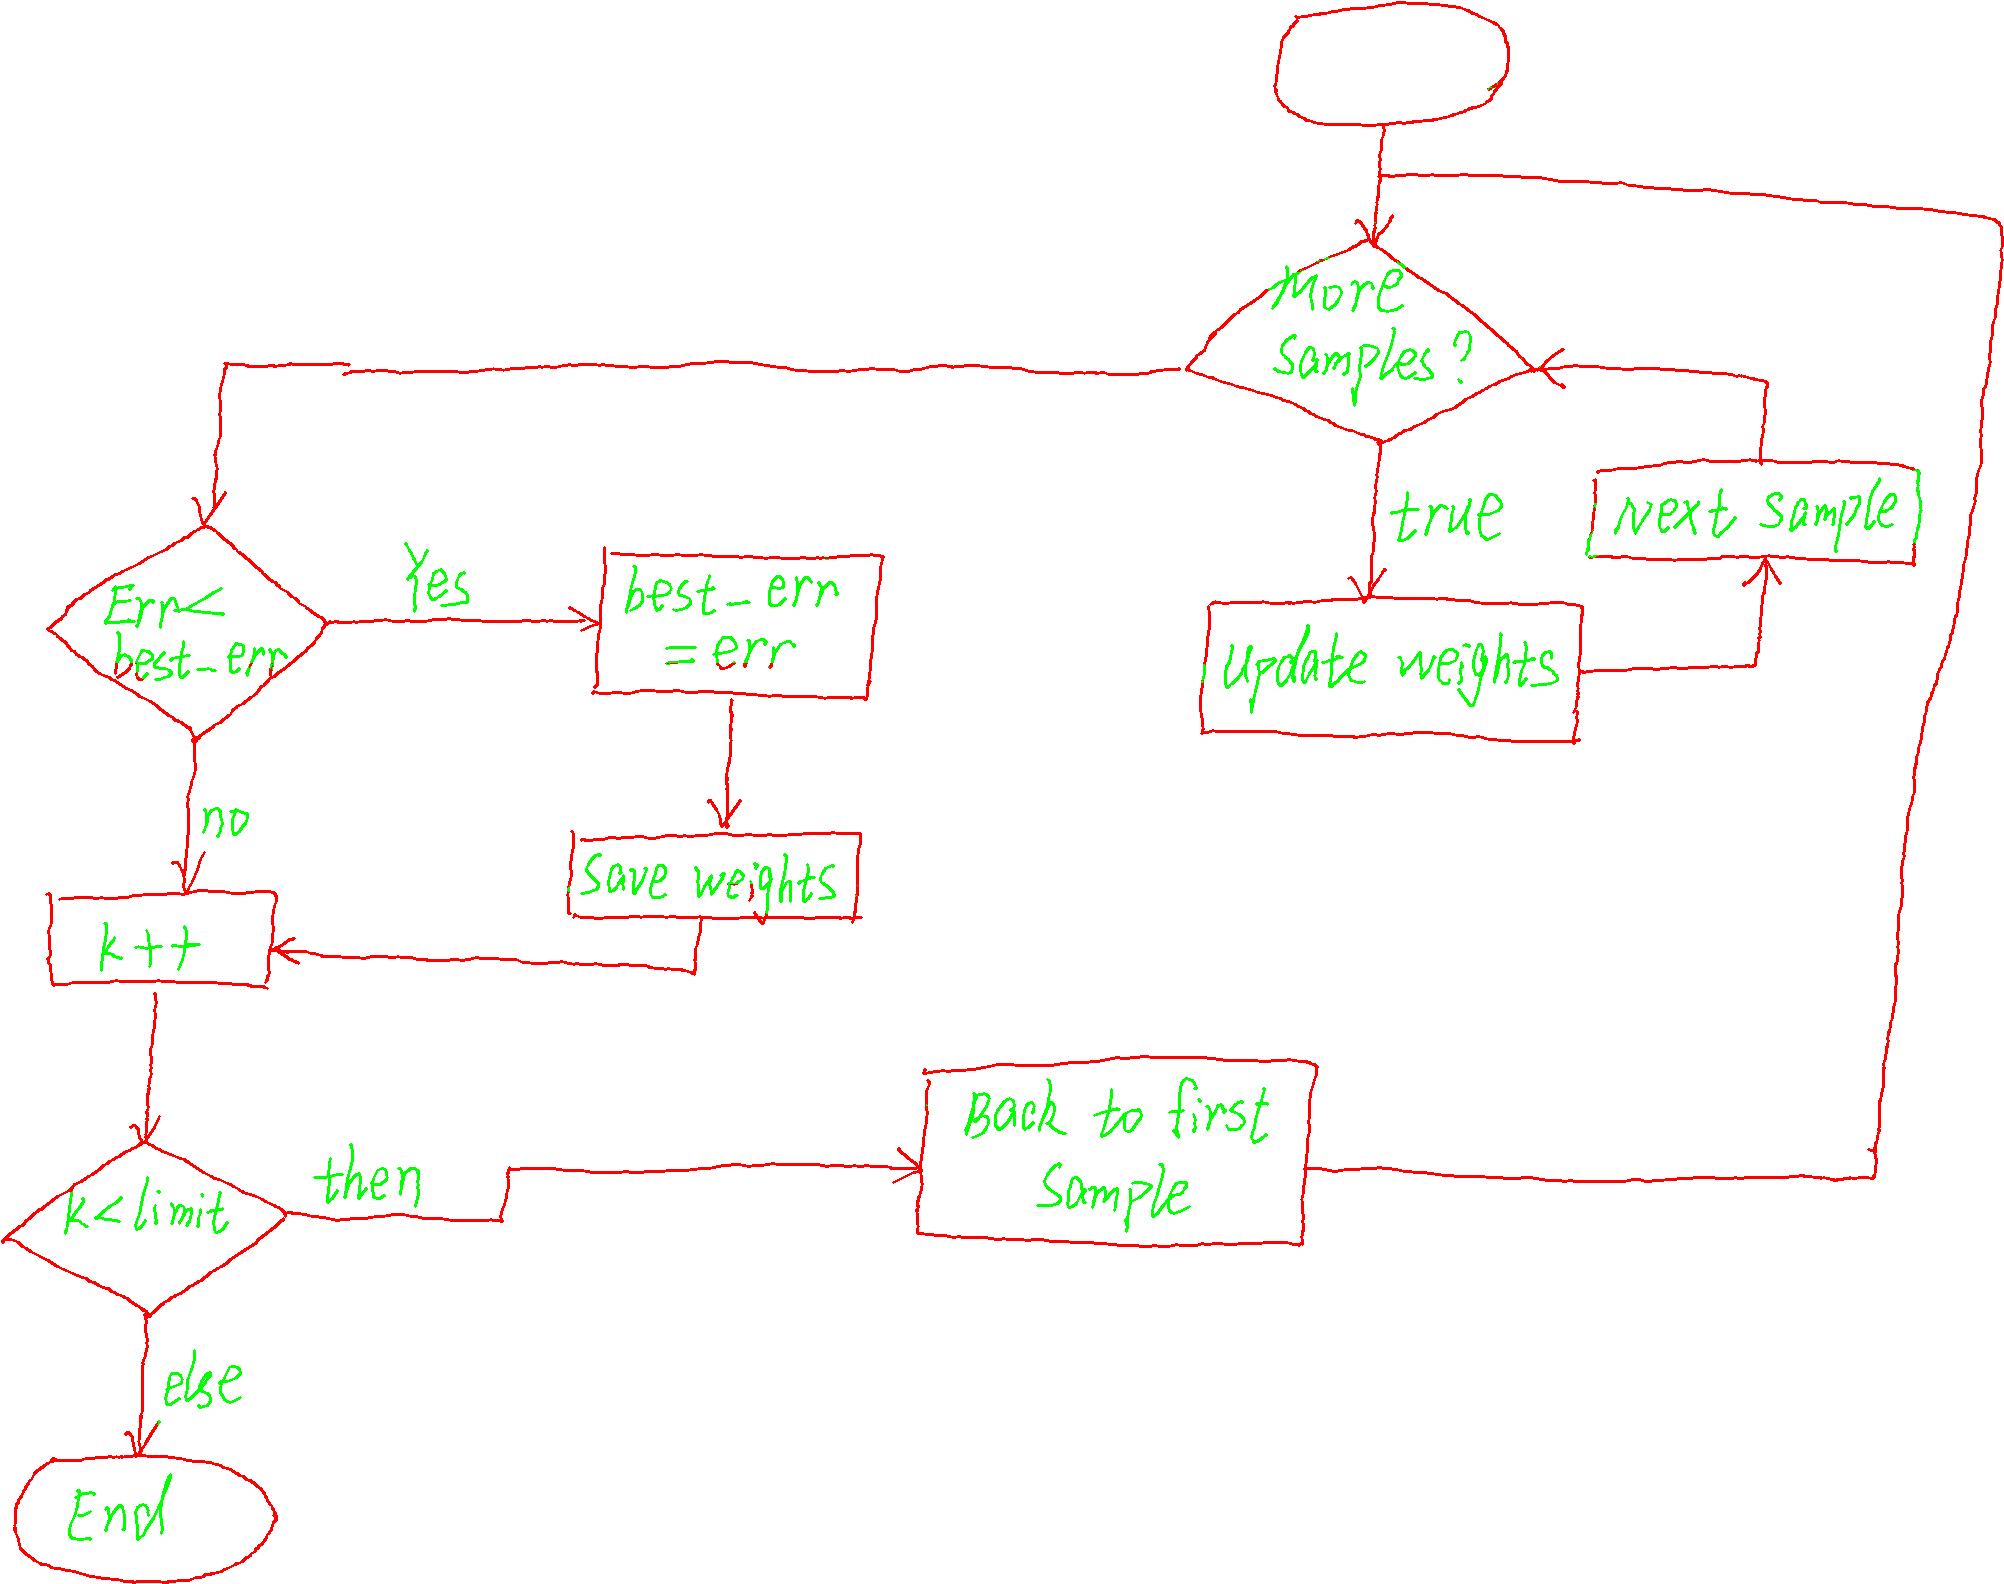 More
Samples?
true
Next Sample
Update weights
Err<
best_err
Yes
best_err
=err
no
Save weights
k++
k<limit
then
Back to first
Sample
else
End